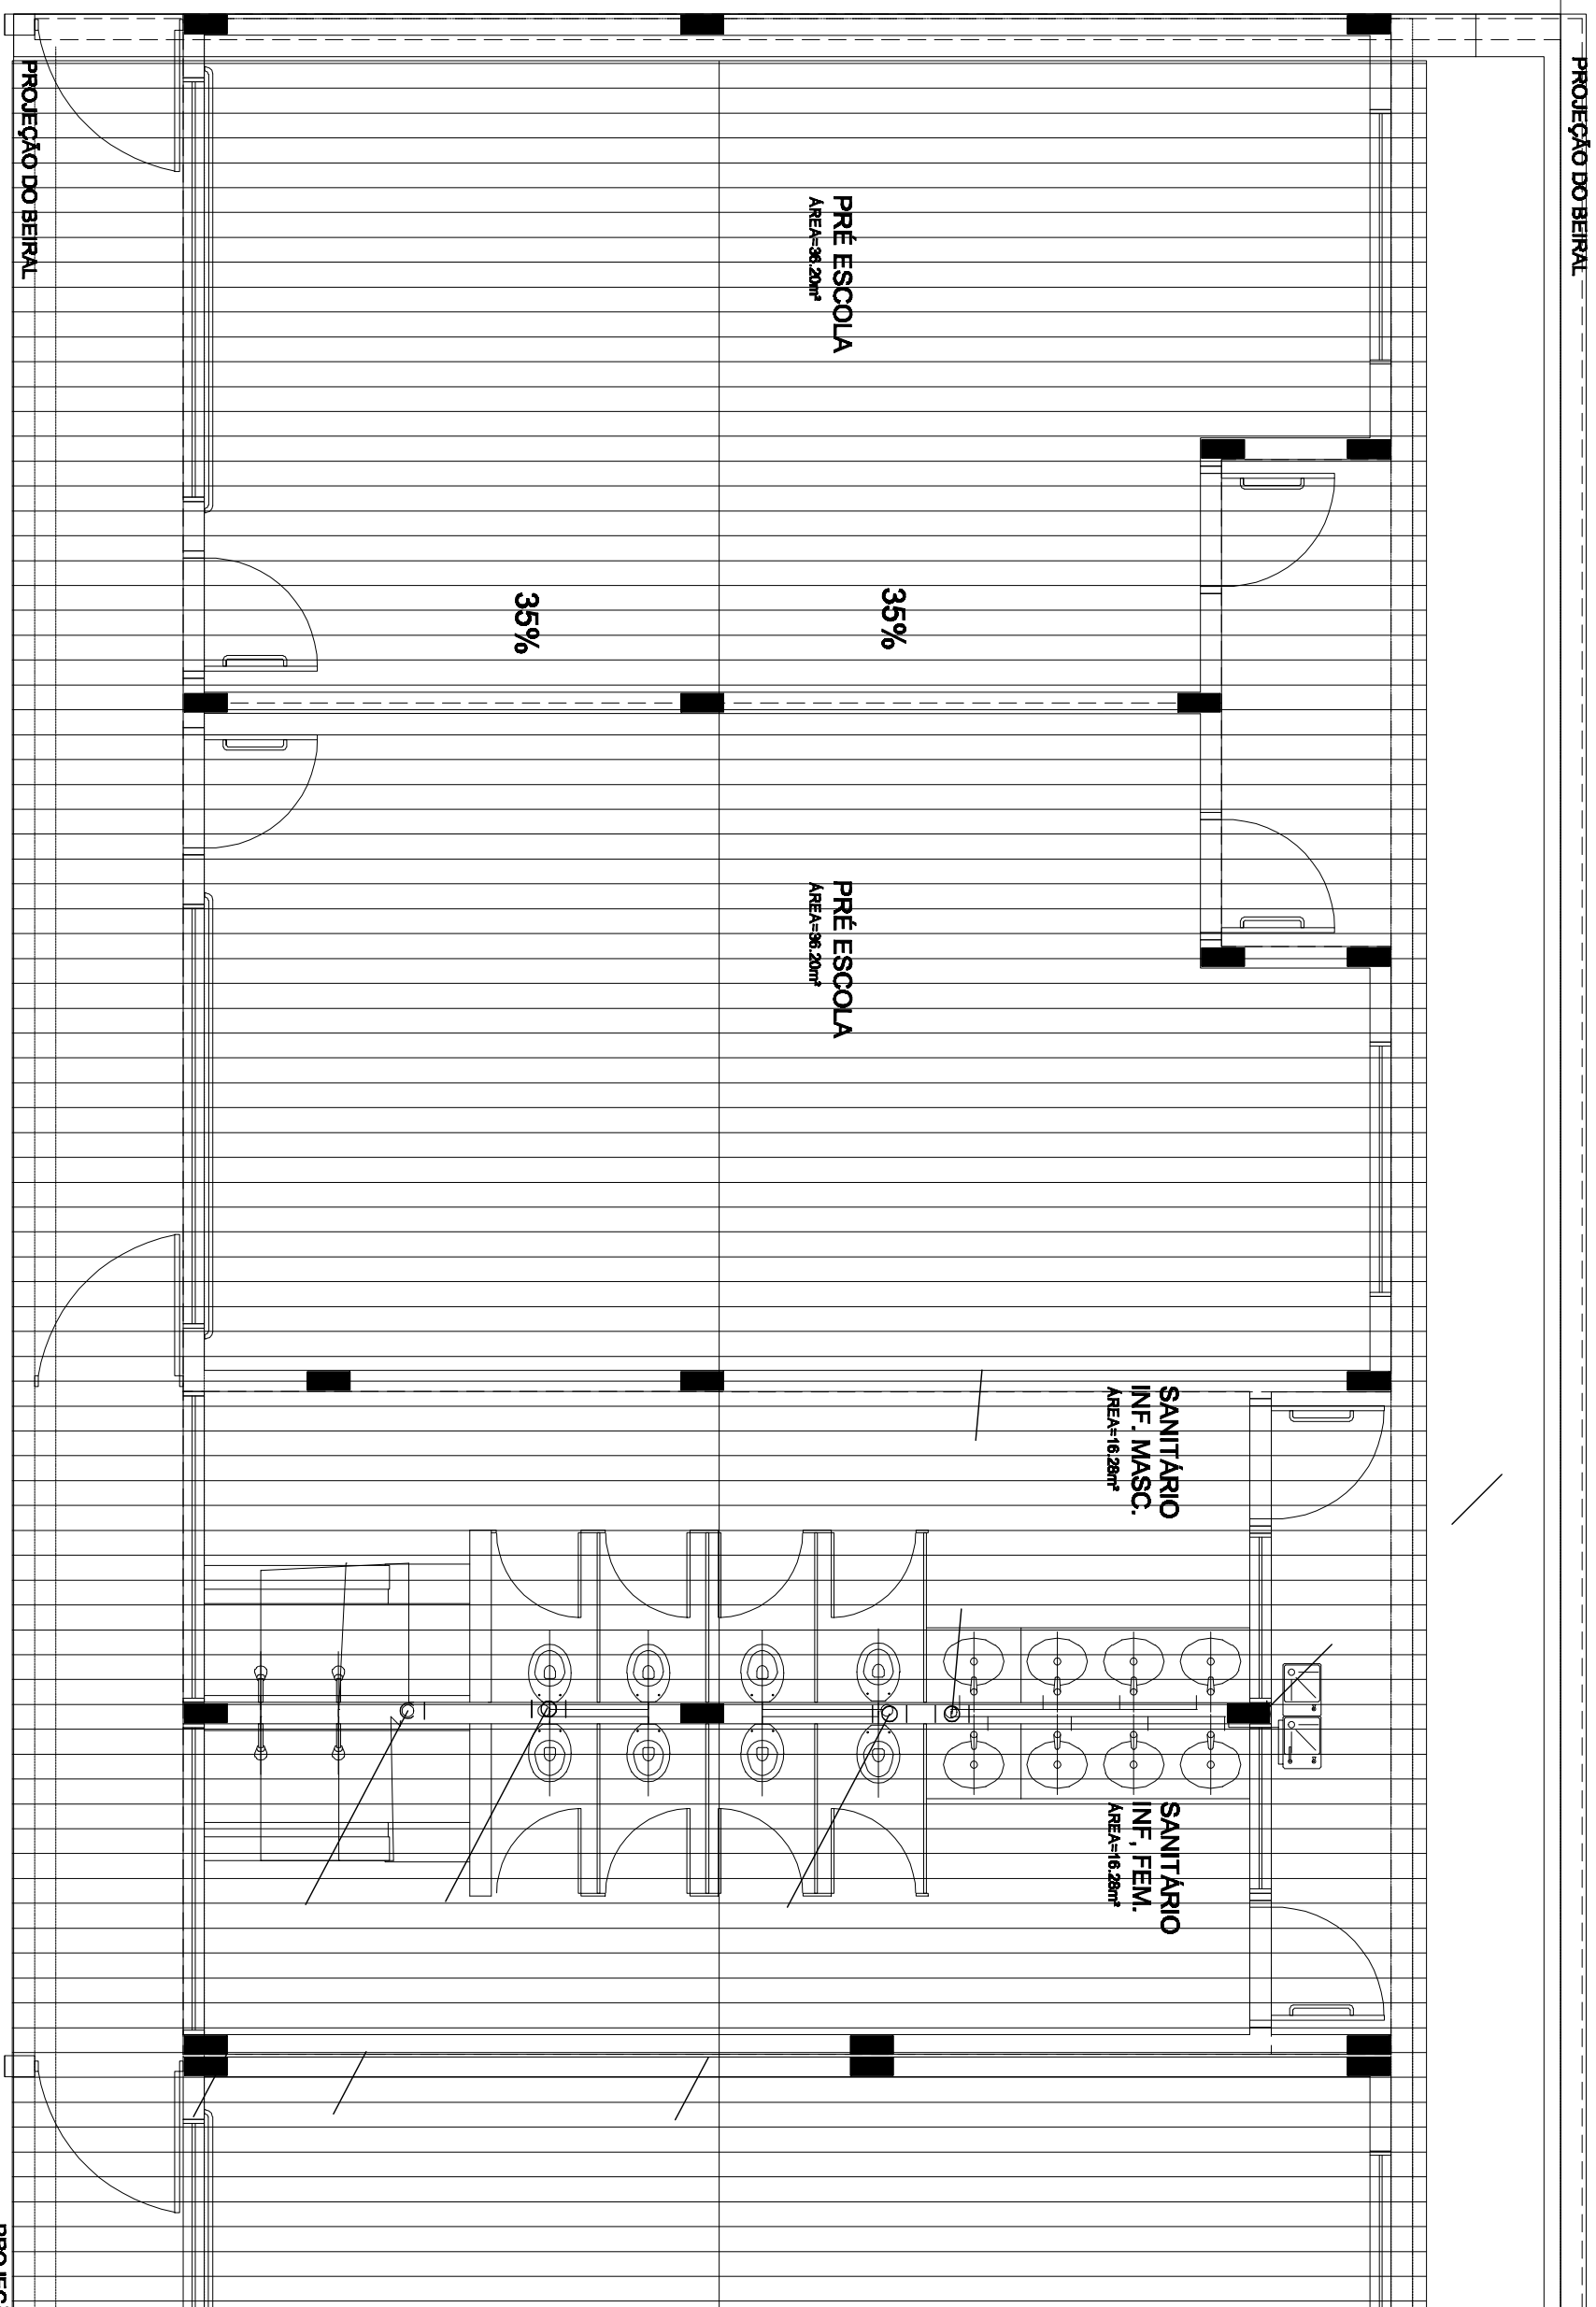 PROJEÇÃO DO BEIRAL
PROJEÇÃO DO BEIRAL
PRÉ ESCOLA
ÁREA=36.20m²
35%
35%
PRÉ ESCOLA
ÁREA=36.20m²
SANITÁRIO
INF. MASC.
ÁREA=16.28m²
SANITÁRIO
INF, FEM.
ÁREA=16.28m²